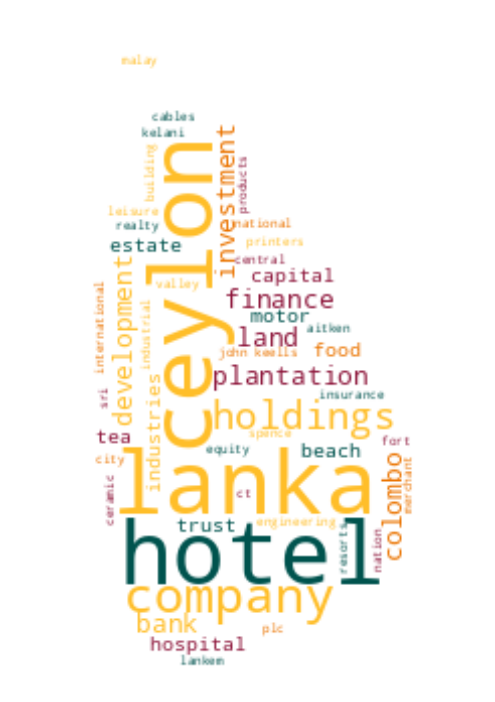 malay
cables
kelani
building
ceylon
investment
products
leisure
realty
national
estate
printers
central
development
valley
capital
international
finance
industrial
motor
aitken
land
john keells
food
plantation
industries
insurance
sri
holdings
tea
spence
fort
city
equity
beach
lanka
colombo
merchant
ceramic
ct
trust
engineering
hotel
resorts
nation
company
bank
plc
hospital
lankem